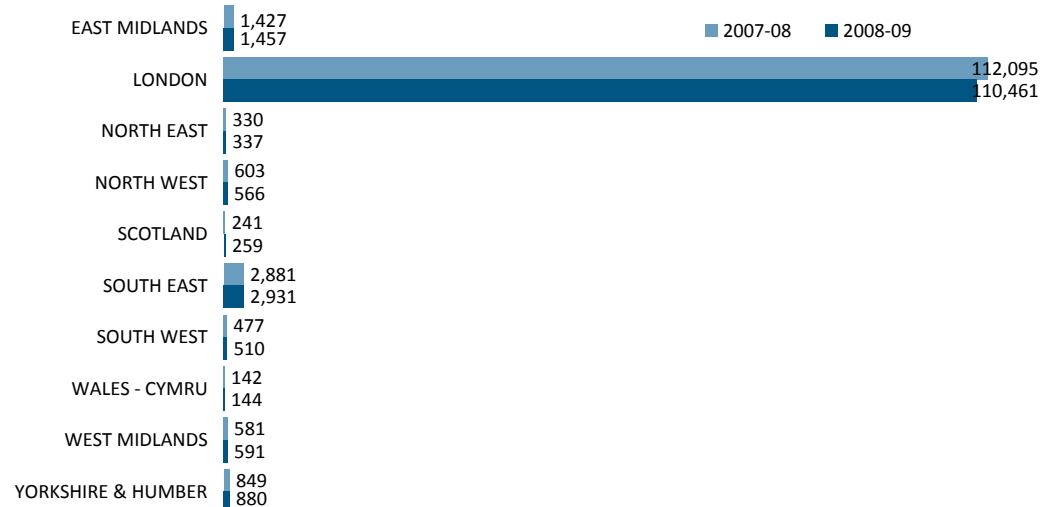 2007-08 2008-09
EAST MIDLANDS 1,427
1,457
LONDON 112,095
110,461
NORTH EAST 330
337
NORTH WEST 603
566
SCOTLAND 241
259
SOUTH EAST 2,881
2,931
SOUTH WEST 477
510
WALES - CYMRU 142
144
WEST MIDLANDS 581
591
YORKSHIRE & HUMBER 849
880